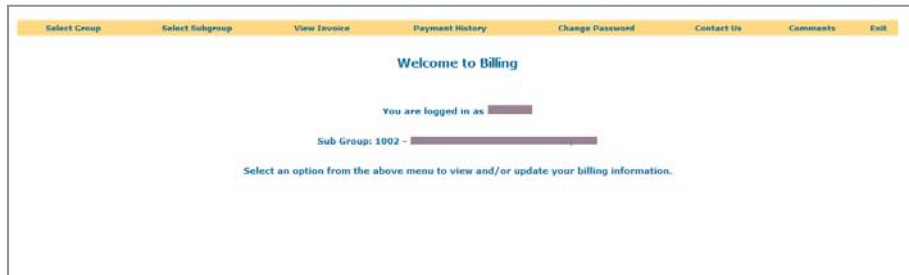 Select Group Select Subgroup View Invoice Payment History Change Password Contact Us Comments Exit
Welcome to Billing
You are logged in as
Sub Group: 1002 -
Select an option from the above menu to view and/or update your billing information.